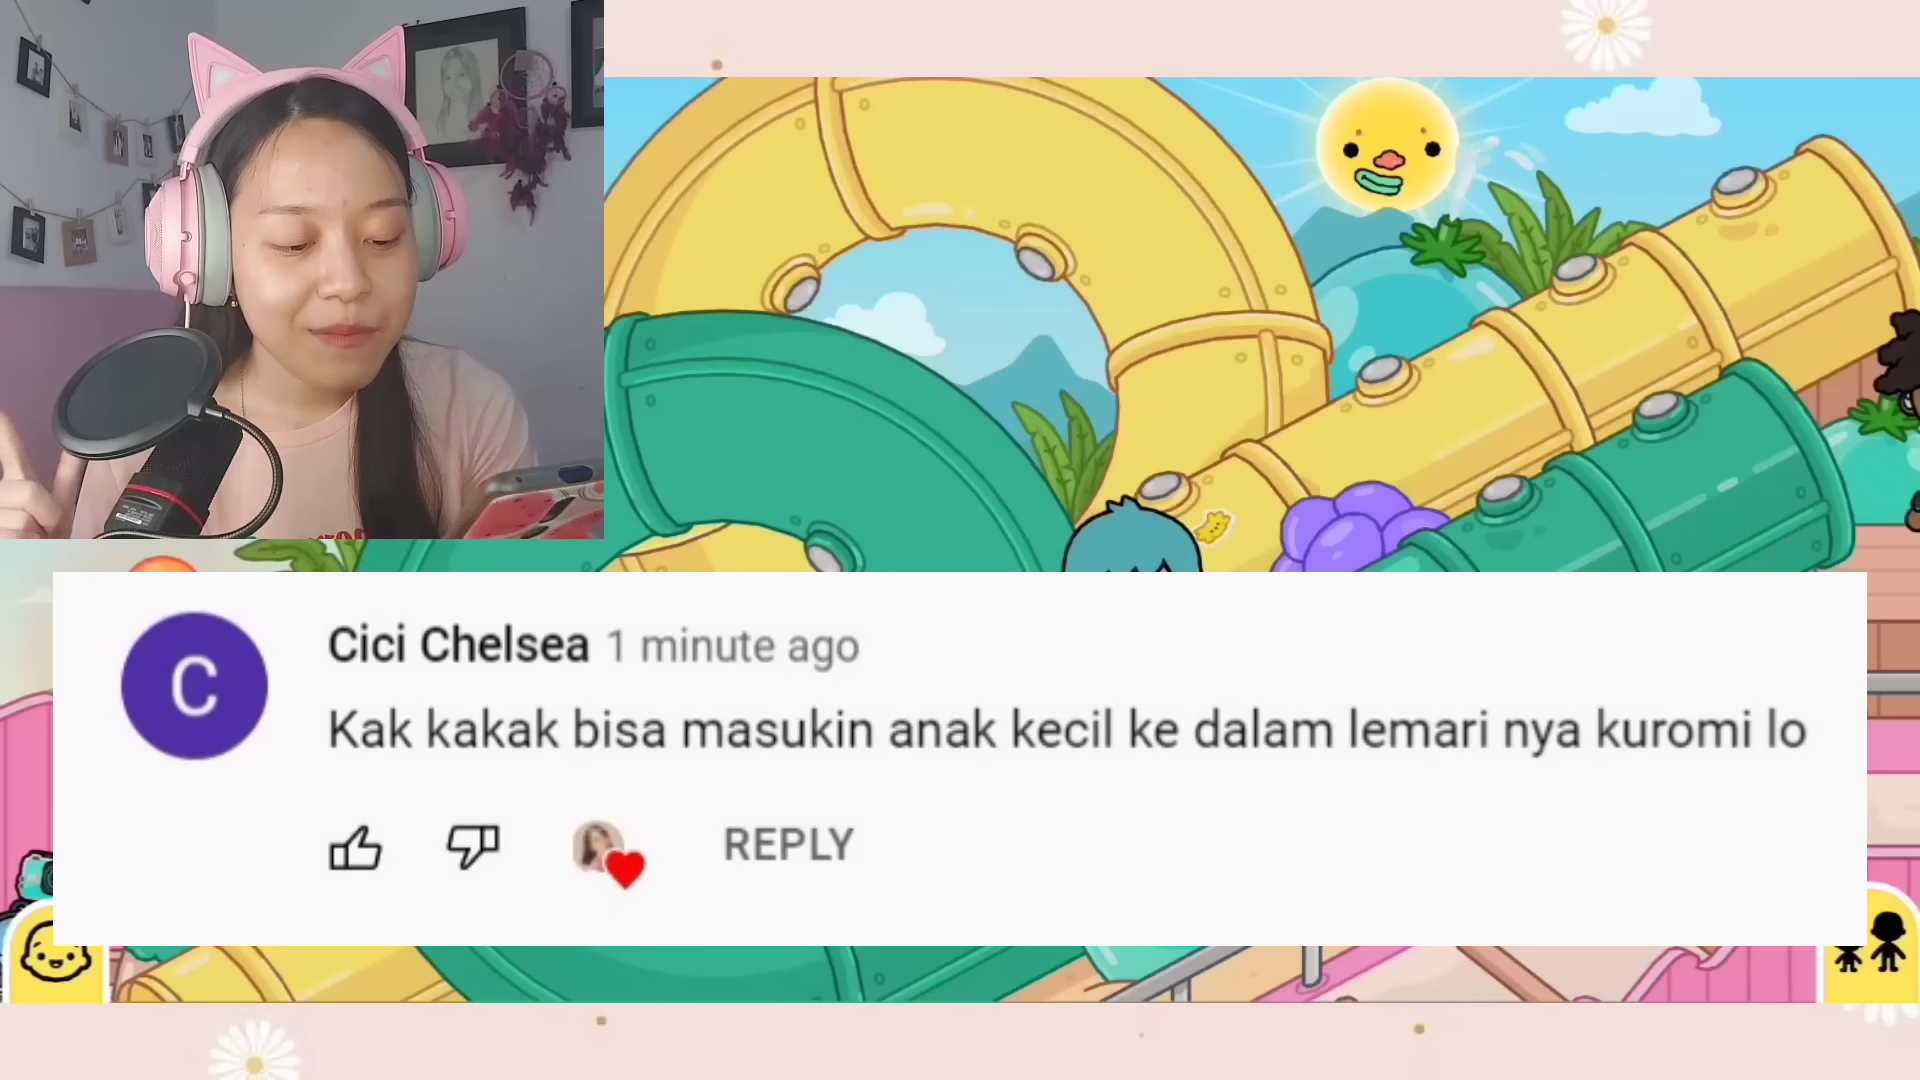 Cici Chelsea 1 minute ago
Kak kakak bisa masukin anak kecil ke dalam lemari nya kuromi lo
C
REPLY